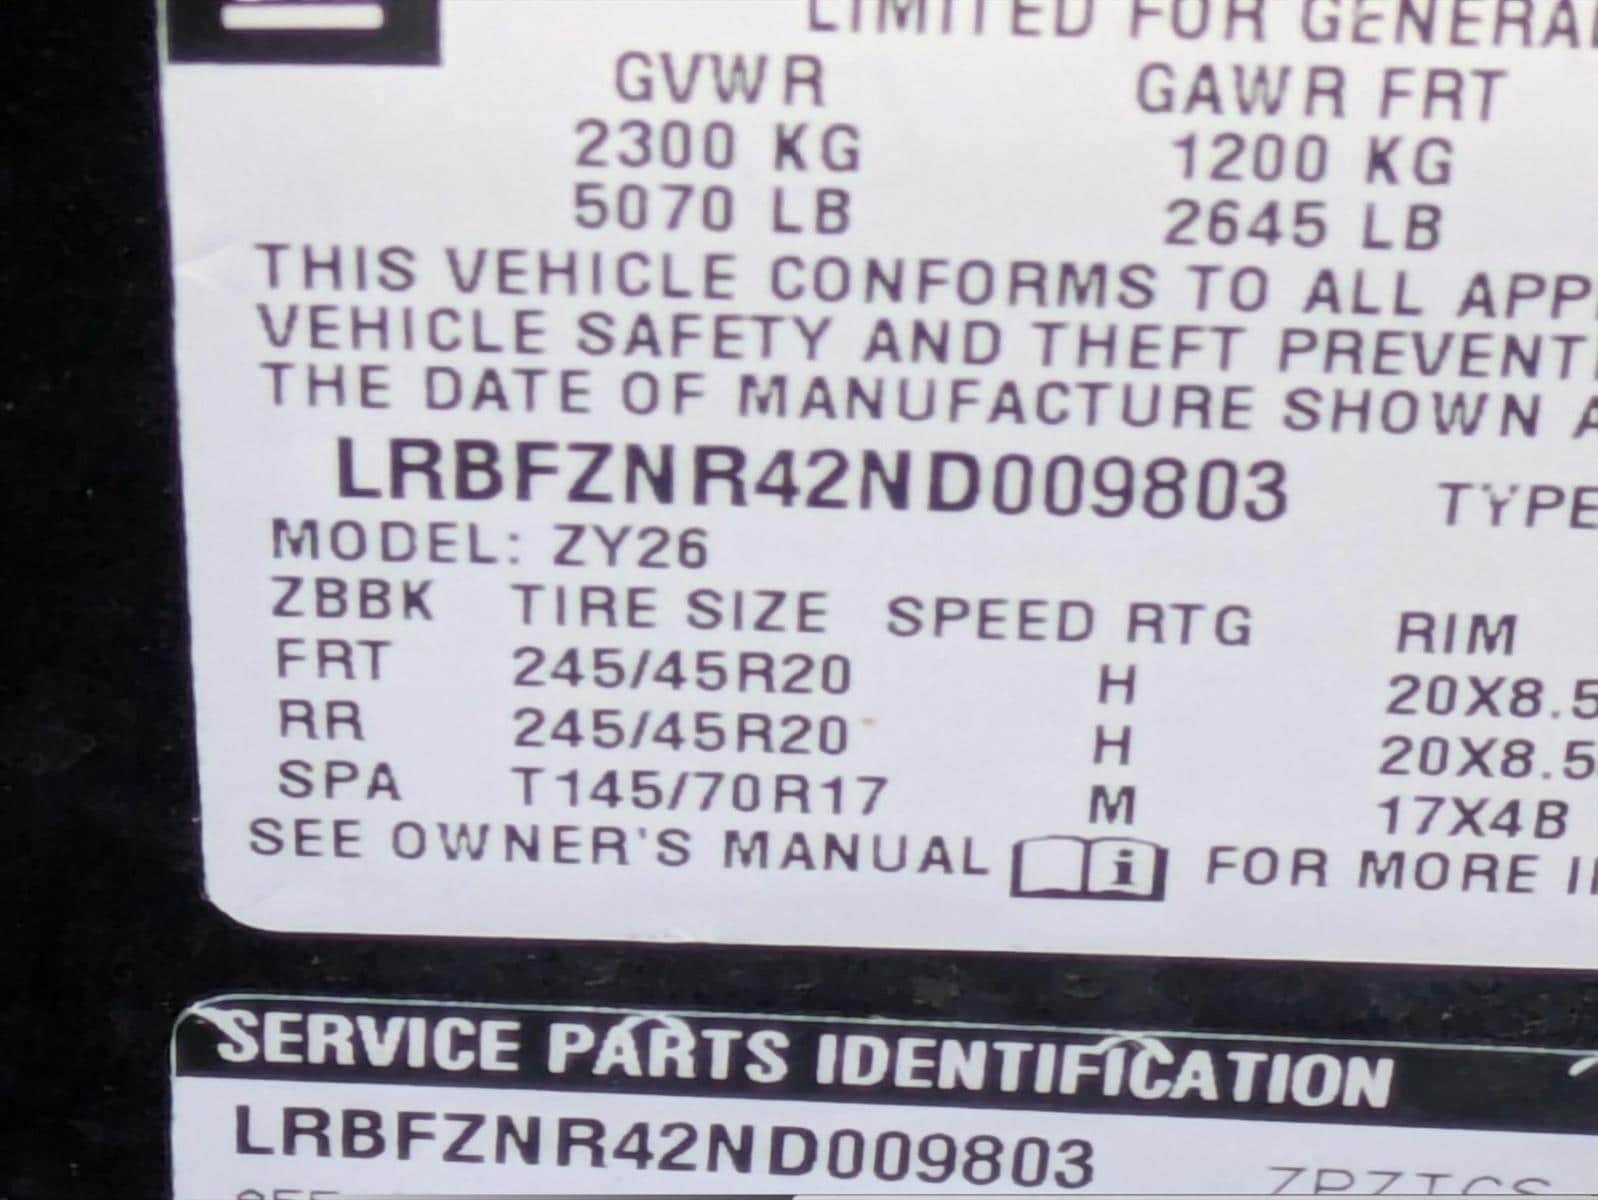 LIMITED FOR GENERAL
GVWR GAWR FRT
2300 KG 1200 KG
5070 LB 2645 LB
THIS VEHICLE CONFORMS TO ALL APP
VEHICLE SAFETY AND THEFT PREVENTI
THE DATE OF MANUFACTURE SHOWN A
LRBFZNR42ND009803 TYPE
MODEL: ZY26
ZBBK TIRE SIZE SPEED RTG RIM
FRT 245/45R20 H 20X8.5
RR 245/45R20 H 20X8.5
SPA T145/70R17 M 17X4B
SEE OWNER'S MANUAL i FOR MORE I
SERVICE PARTS IDENTIFICATION
LRBFZNR42ND009803